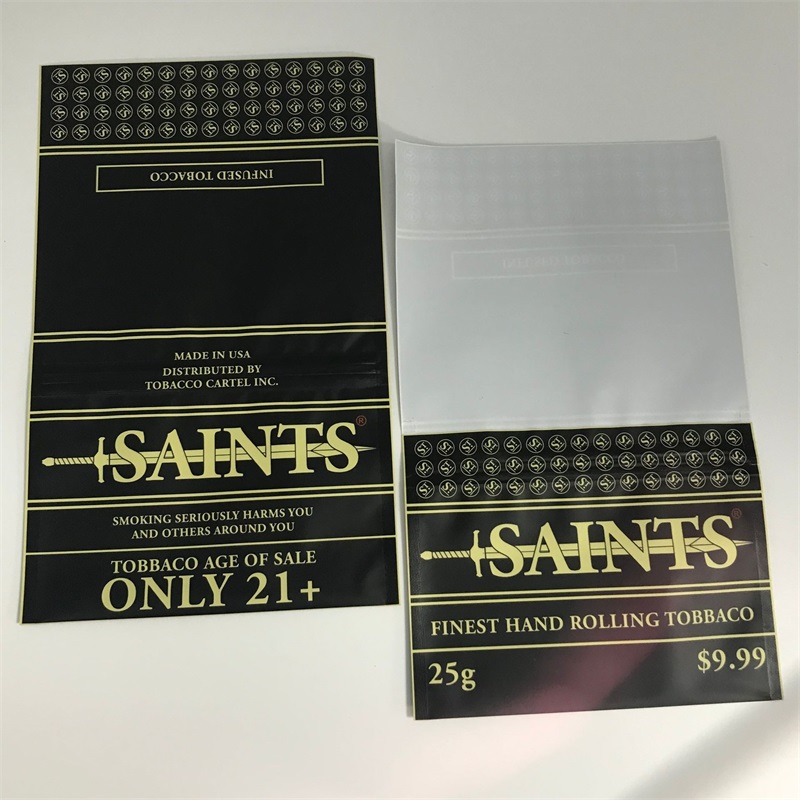 INFUSED TOBACCO
MADE IN USA
DISTRIBUTED BY
TOBACCO CARTEL INC.
SAINTS®
SMOKING SERIOUSLY HARMS YOU
AND OTHERS AROUND YOU
TOBBACO AGE OF SALE
ONLY 21+
SAINTS®
FINEST HAND ROLLING TOBBACO
25g
$9.99